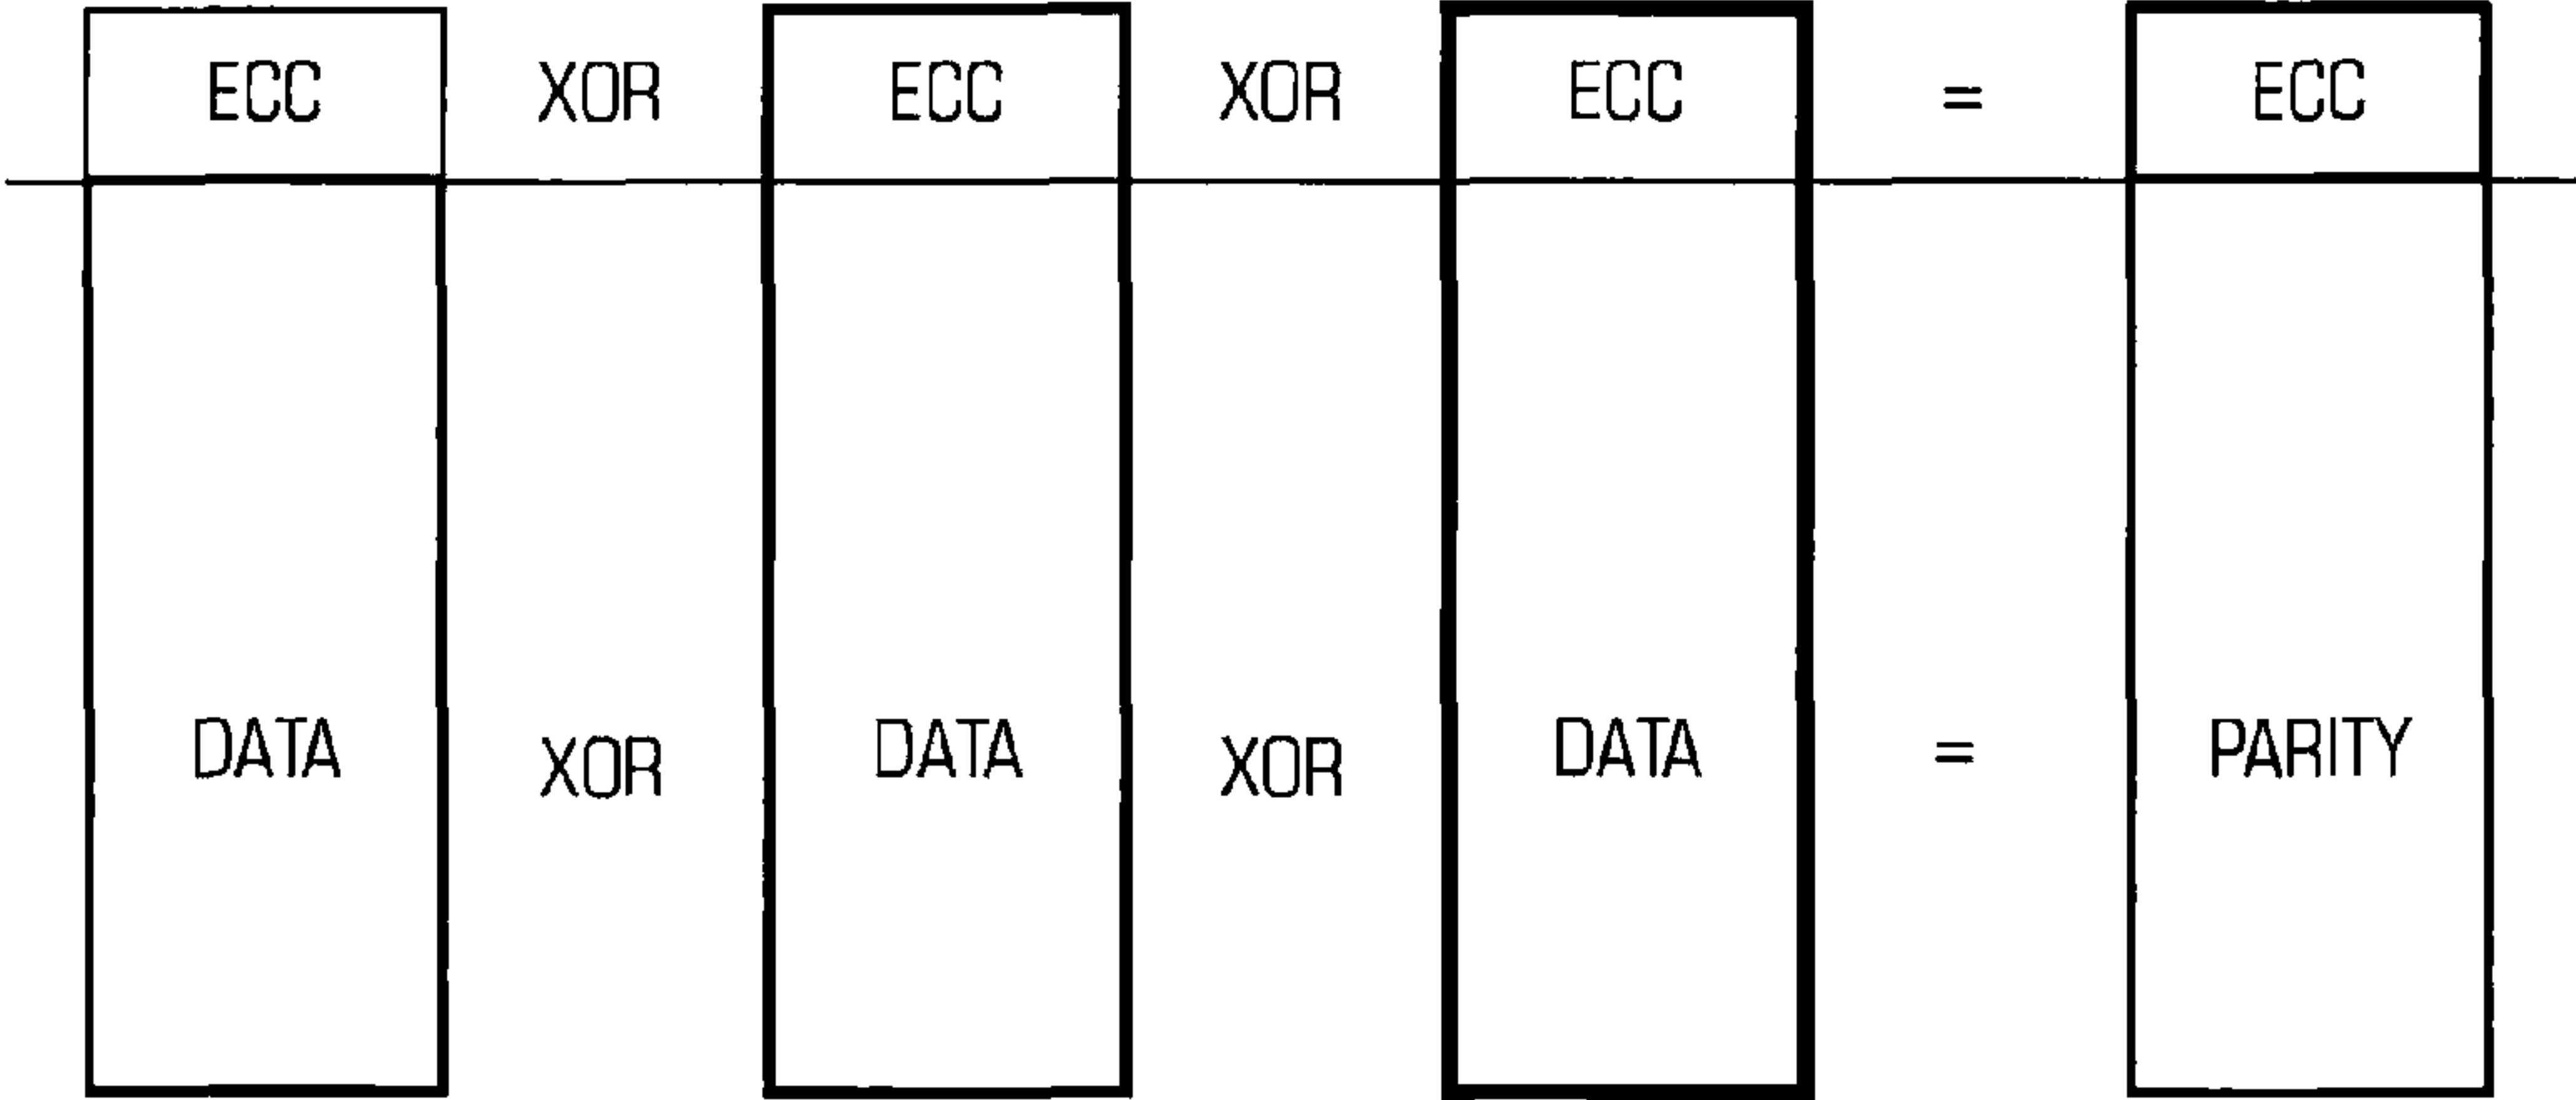 ECC XOR ECC XOR ECC = ECC
DATA XOR DATA XOR DATA = PARITY